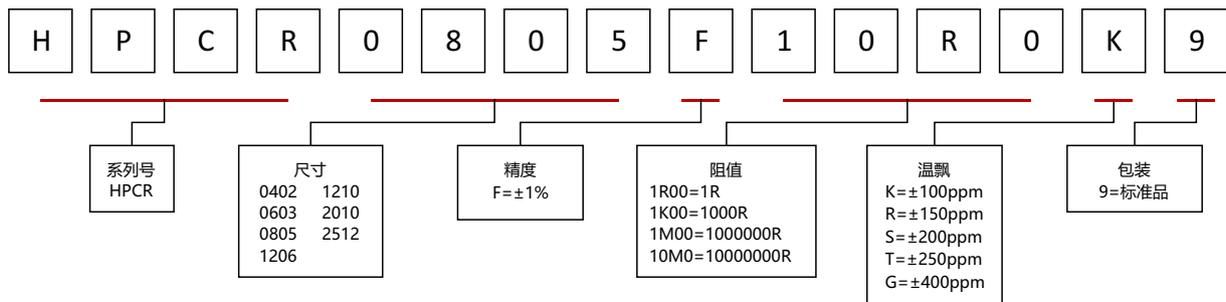 H P C R 0 8 0 5 F 1 0 R 0 K 9
系列号
HPCR
尺寸
0402 1210
0603 2010
0805 2512
1206
精度
F=±1%
阻值
1R00=1R
1K00=1000R
1M00=1000000R
10M0=10000000R
温飘
K=±100ppm
R=±150ppm
S=±200ppm
T=±250ppm
G=±400ppm
包装
9=标准品